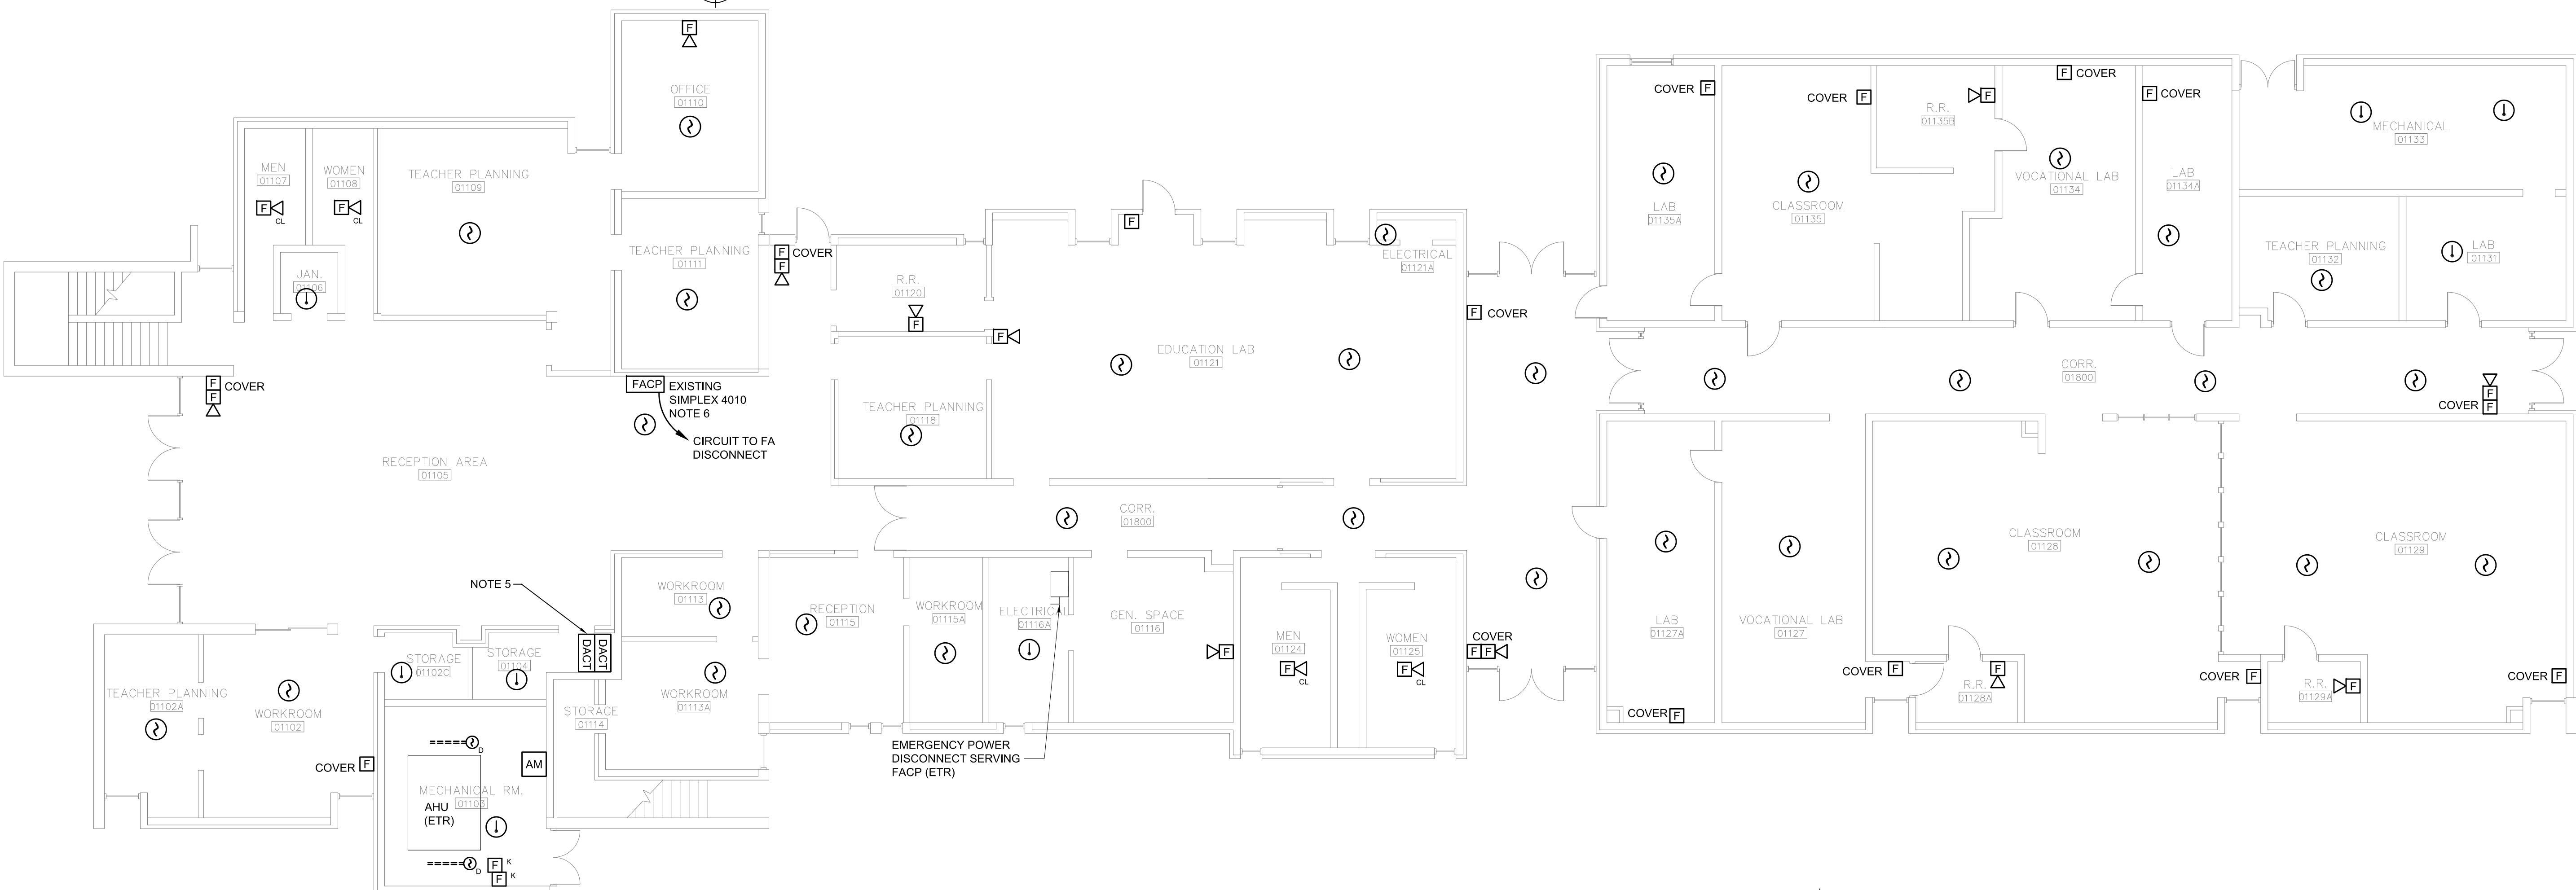 F
OFFICE
01110
COVER F
COVER F
F COVER
F COVER
R.R.
01135B
F
MECHANICAL
01133
MEN
01107
WOMEN
01108
TEACHER PLANNING
01109
F
CL
F
CL
LAB
01135A
CLASSROOM
01135
VOCATIONAL LAB
01134
LAB
01134A
F
TEACHER PLANNING
01111
F COVER
F
ELECTRICAL
01121A
TEACHER PLANNING
01132
LAB
01131
JAN.
01106
R.R.
01120
F
F
F COVER
EDUCATION LAB
01121
CORR.
01800
F COVER
F
FACP
EXISTING
SIMPLEX 4010
NOTE 6
CIRCUIT TO FA
DISCONNECT
TEACHER PLANNING
01118
F
COVER F
RECEPTION AREA
01105
CORR.
01800
CLASSROOM
01128
CLASSROOM
01129
NOTE 5
WORKROOM
01113
RECEPTION
01115
WORKROOM
01115A
ELECTRICAL
01116A
GEN. SPACE
01116
MEN
01124
WOMEN
01125
LAB
01127A
VOCATIONAL LAB
01127
DACT
DACT
STORAGE
01102C
STORAGE
01104
F
F
CL
F
CL
COVER
F F
TEACHER PLANNING
01102A
WORKROOM
01102
WORKROOM
01113A
STORAGE
01114
COVER F
F
R.R.
01128A
COVER F
R.R.
01129A
F
COVER F
COVER F
D
COVER F
AM
EMERGENCY POWER
DISCONNECT SERVING
FACP (ETR)
MECHANICAL RM.
01103
AHU
(ETR)
D
F K
F K